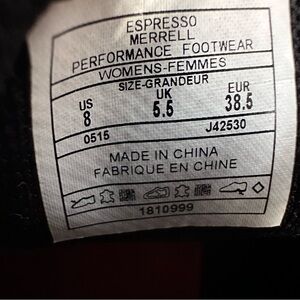 ESPRESSO
MERRELL
PERFORMANCE FOOTWEAR
WOMENS-FEMMES
SIZE-GRANDEUR
US UK EUR
8 5.5 38.5
0515 J42530
MADE IN CHINA
FABRIQUE EN CHINE
1810999